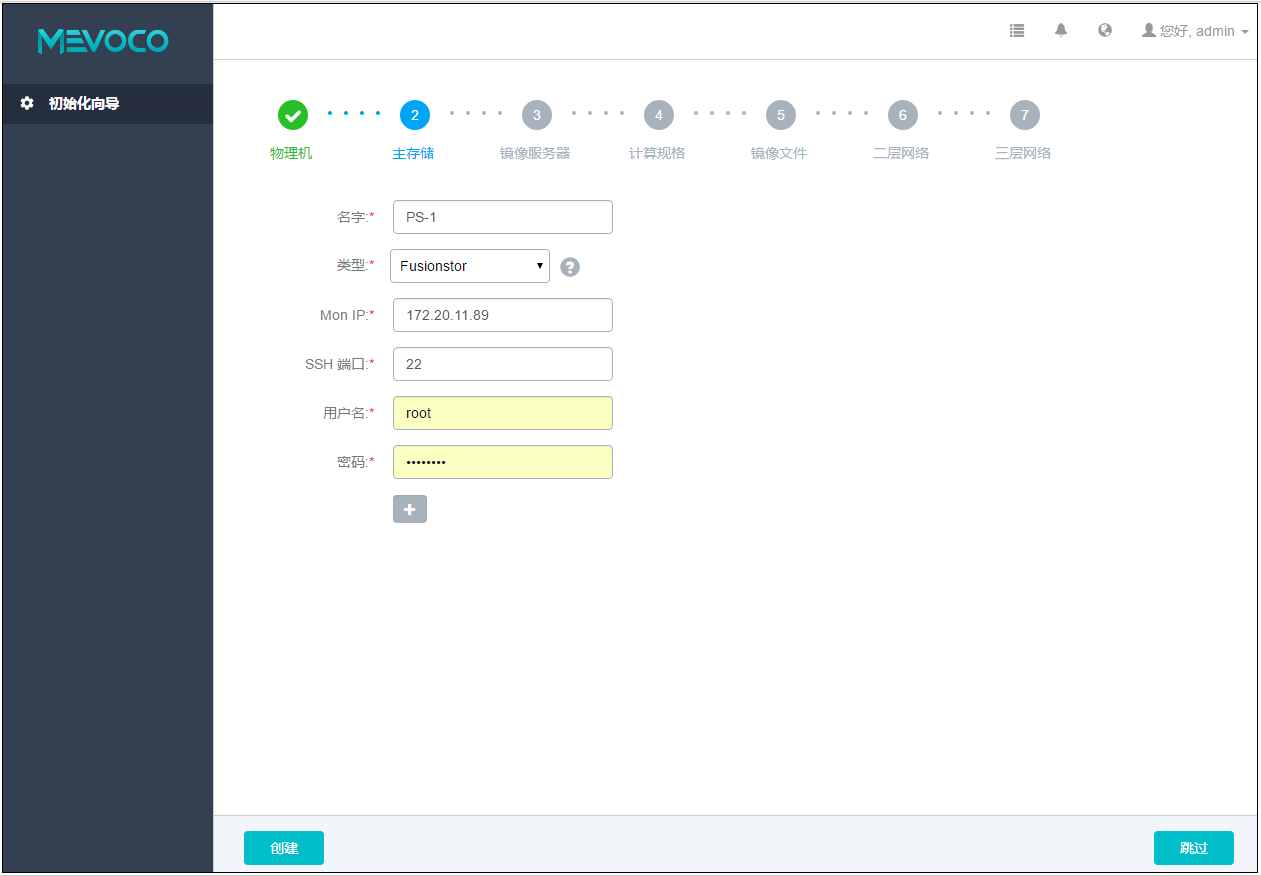 MEVOCO
您好, admin
初始化向导
2 3 4 5 6 7
物理机 主存储 镜像服务器 计算规格 镜像文件 二层网络 三层网络
名字:* PS-1
类型:* Fusionstor ?
Mon IP:* 172.20.11.89
SSH 端口:* 22
用户名:* root
密码:* ••••••••
+
创建 跳过